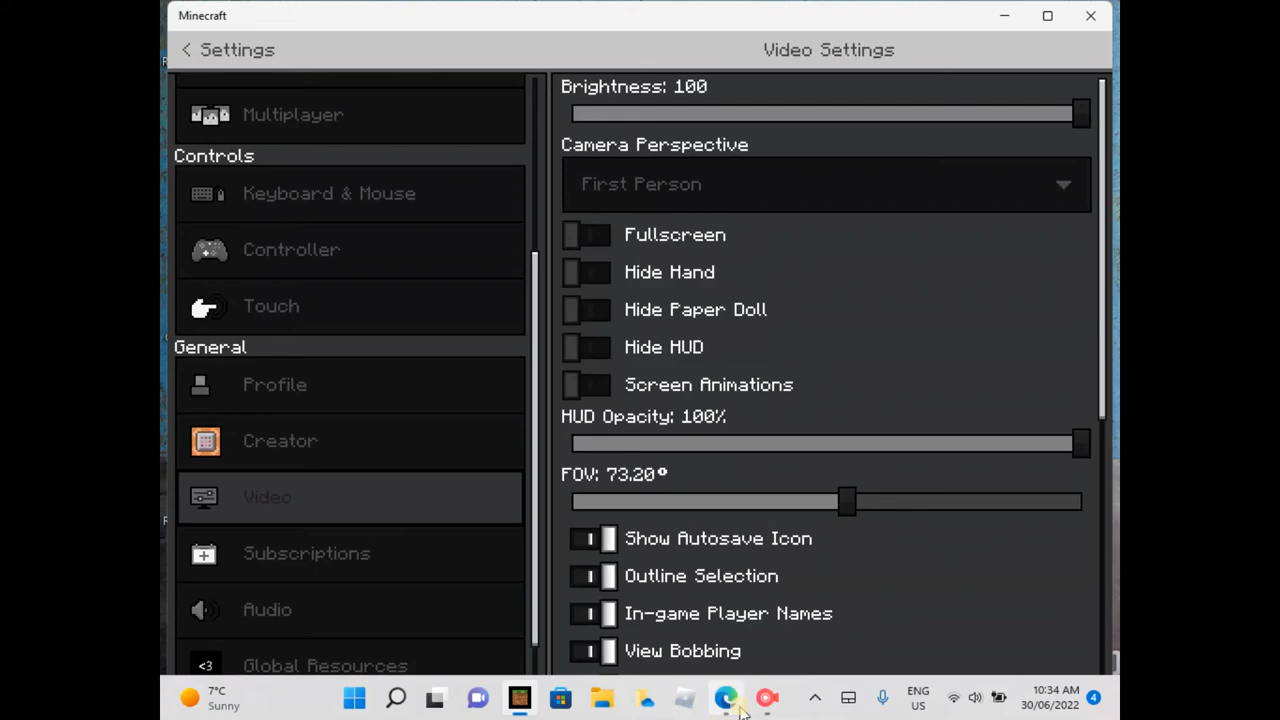 Minecraft
Settings
Video Settings
Multiplayer
Controls
Keyboard & Mouse
Controller
Touch
General
Profile
Creator
Video
Subscriptions
Audio
<3 Global Resources
Brightness: 100
Camera Perspective
First Person
Fullscreen
Hide Hand
Hide Paper Doll
Hide HUD
Screen Animations
HUD Opacity: 100%
FOV: 73.20°
Show Autosave Icon
Outline Selection
In-game Player Names
View Bobbing
7°C
Sunny
ENG
US
10:34 AM
30/06/2022
4